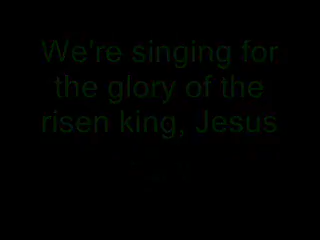 We're singing for
the glory of the
risen king, Jesus